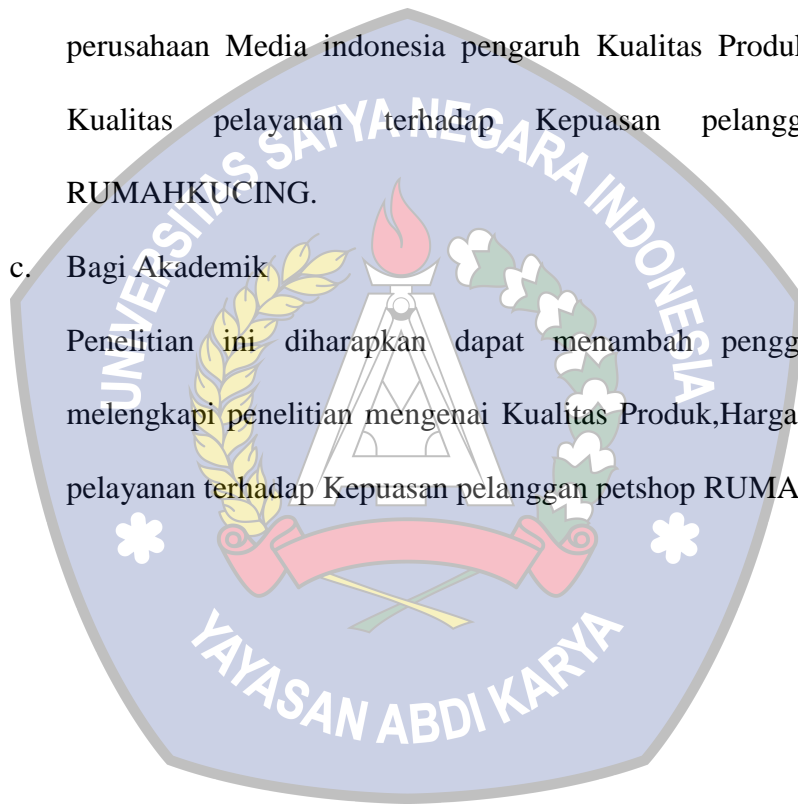 perusahaan Media indonesia pengaruh Kualitas Produk
Kualitas pelayanan terhadap Kepuasan
RUMAHKUCING.
c. Bagi Akademik
Penelitian ini diharapkan dapat menambah
melengkapi penelitian mengenai Kualitas Produk,Harga
pelayanan terhadap Kepuasan pelanggan petshop
UNIVERSITAS SATYA NEGARA INDONESIA
YAYASAN ABDI KARYA